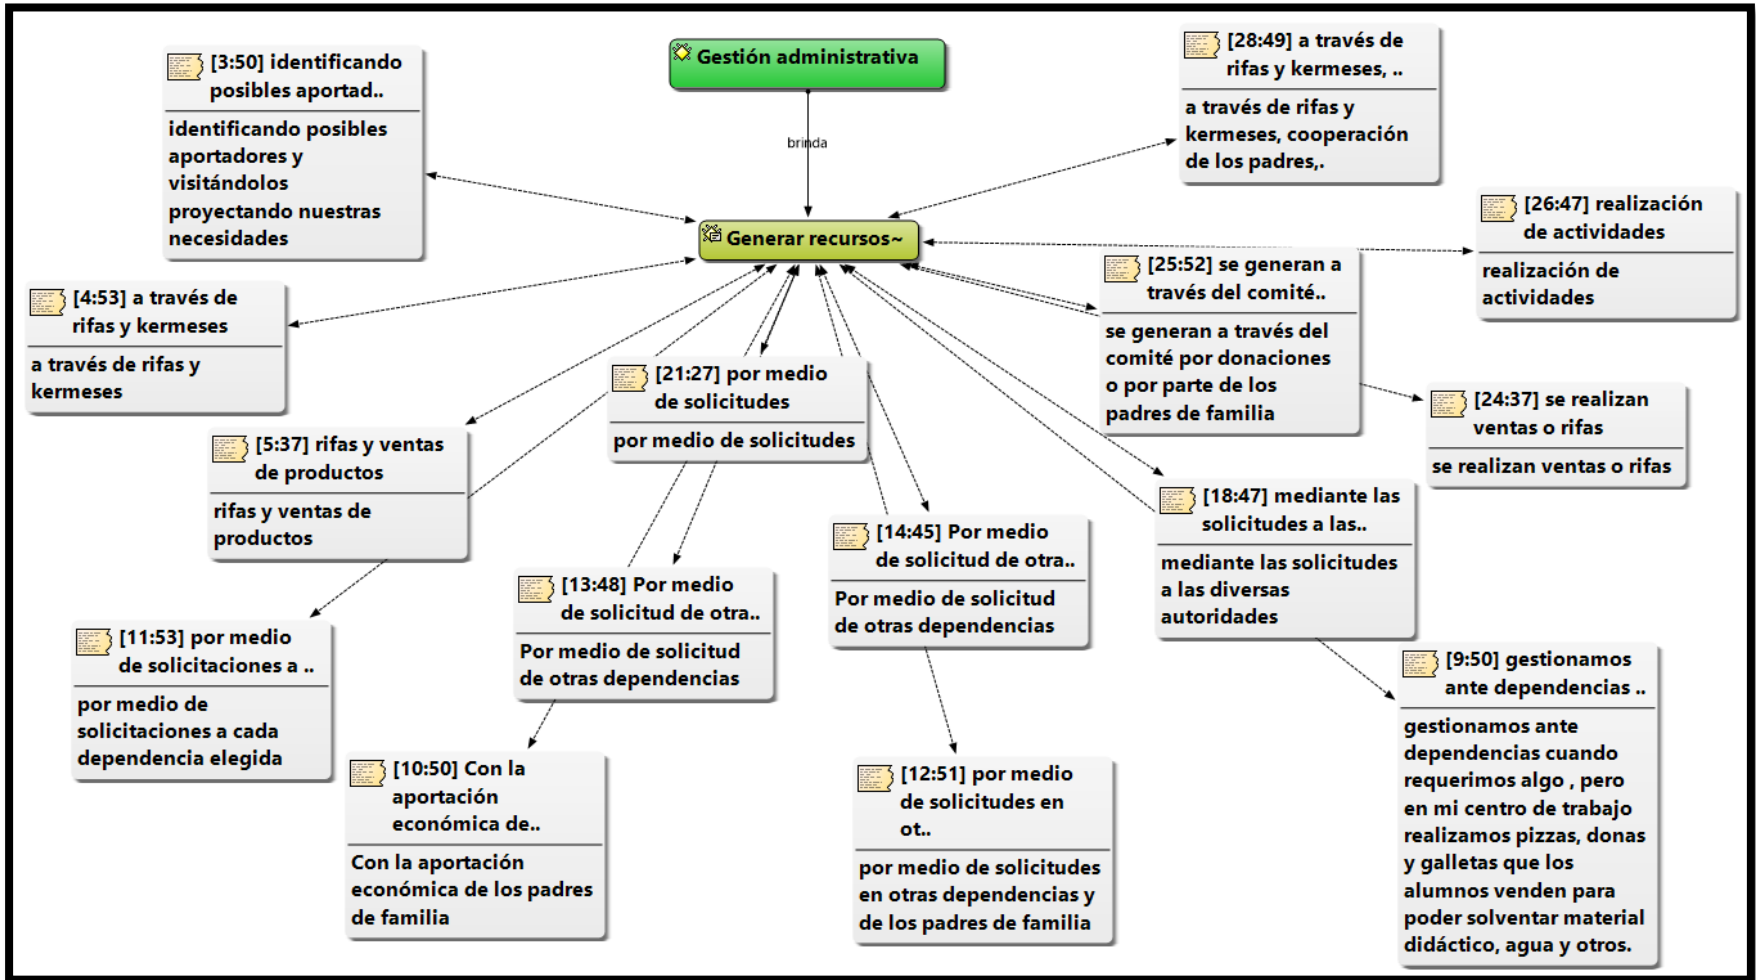 Gestión administrativa
brinda
Generar recursos~
[3:50] identificando
posibles aportad..
identificando posibles
aportadores y
visitándolos
proyectando nuestras
necesidades
[28:49] a través de
rifas y kermeses, ..
a través de rifas y
kermeses, cooperación
de los padres,.
[26:47] realización
de actividades
realización de
actividades
[25:52] se generan a
través del comité..
se generan a través del
comité por donaciones
o por parte de los
padres de familia
[4:53] a través de
rifas y kermeses
a través de rifas y
kermeses
[21:27] por medio
de solicitudes
por medio de solicitudes
[24:37] se realizan
ventas o rifas
se realizan ventas o rifas
[5:37] rifas y ventas
de productos
rifas y ventas de
productos
[18:47] mediante las
solicitudes a las..
mediante las solicitudes
a las diversas
autoridades
[14:45] Por medio
de solicitud de otra..
Por medio de solicitud
de otras dependencias
[13:48] Por medio
de solicitud de otra..
Por medio de solicitud
de otras dependencias
[11:53] por medio
de solicitaciones a ..
por medio de
solicitaciones a cada
dependencia elegida
[9:50] gestionamos
ante dependencias ..
gestionamos ante
dependencias cuando
requerimos algo , pero
en mi centro de trabajo
realizamos pizzas, donas
y galletas que los
alumnos venden para
poder solventar material
didáctico, agua y otros.
[10:50] Con la
aportación
económica de..
Con la aportación
económica de los padres
de familia
[12:51] por medio
de solicitudes en
ot..
por medio de solicitudes
en otras dependencias y
de los padres de familia